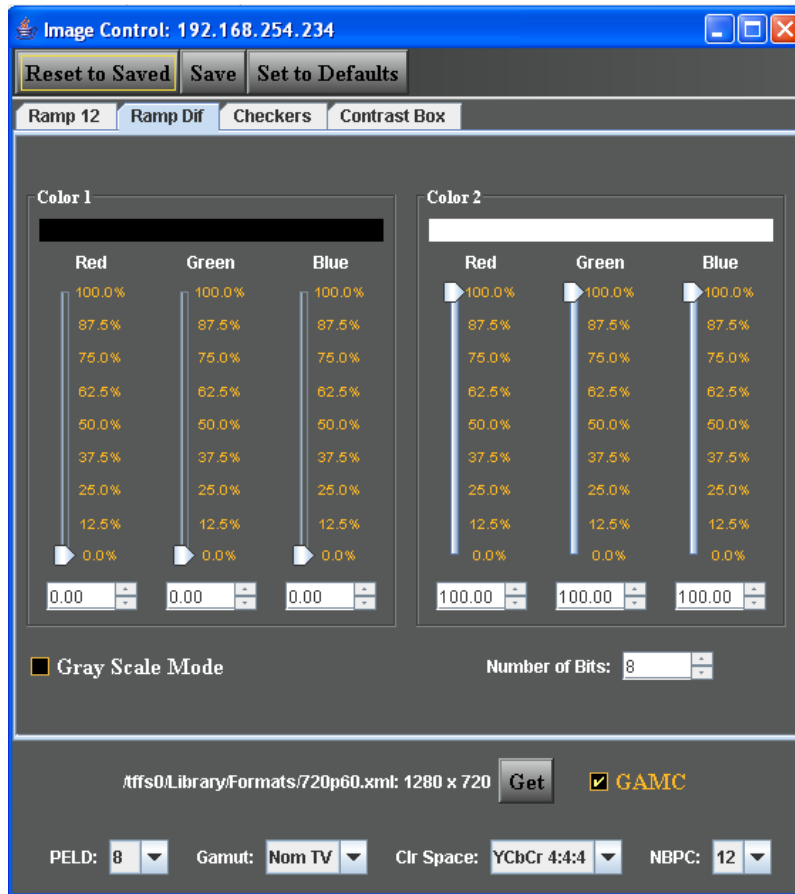 Image Control: 192.168.254.234
Reset to Saved Save Set to Defaults
Ramp 12 Ramp Dif Checkers Contrast Box
Color 1 Color 2
Red Green Blue Red Green Blue
100.0% 100.0% 100.0% 100.0% 100.0% 100.0%
87.5% 87.5% 87.5% 87.5% 87.5% 87.5%
75.0% 75.0% 75.0% 75.0% 75.0% 75.0%
62.5% 62.5% 62.5% 62.5% 62.5% 62.5%
50.0% 50.0% 50.0% 50.0% 50.0% 50.0%
37.5% 37.5% 37.5% 37.5% 37.5% 37.5%
25.0% 25.0% 25.0% 25.0% 25.0% 25.0%
12.5% 12.5% 12.5% 12.5% 12.5% 12.5%
0.0% 0.0% 0.0% 0.0% 0.0% 0.0%
0.00 0.00 0.00 100.00 100.00 100.00
Gray Scale Mode Number of Bits: 8
/tffs0/Library/Formats/720p60.xml: 1280 x 720 Get GAMC
PELD: 8 Gamut: Nom TV Clr Space: YCbCr 4:4:4 NBPC: 12